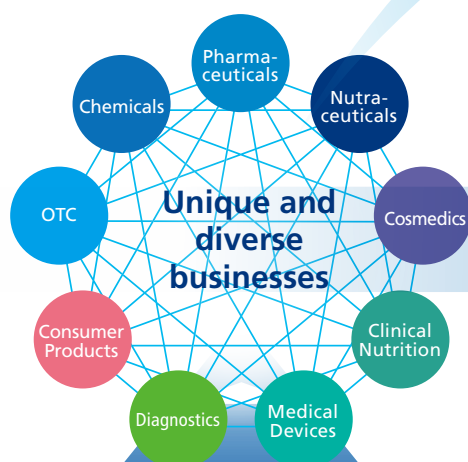 Pharma-
ceuticals
Chemicals
Nutra-
ceuticals
OTC
Unique and
diverse
businesses
Cosmedics
Consumer
Products
Clinical
Nutrition
Diagnostics
Medical
Devices